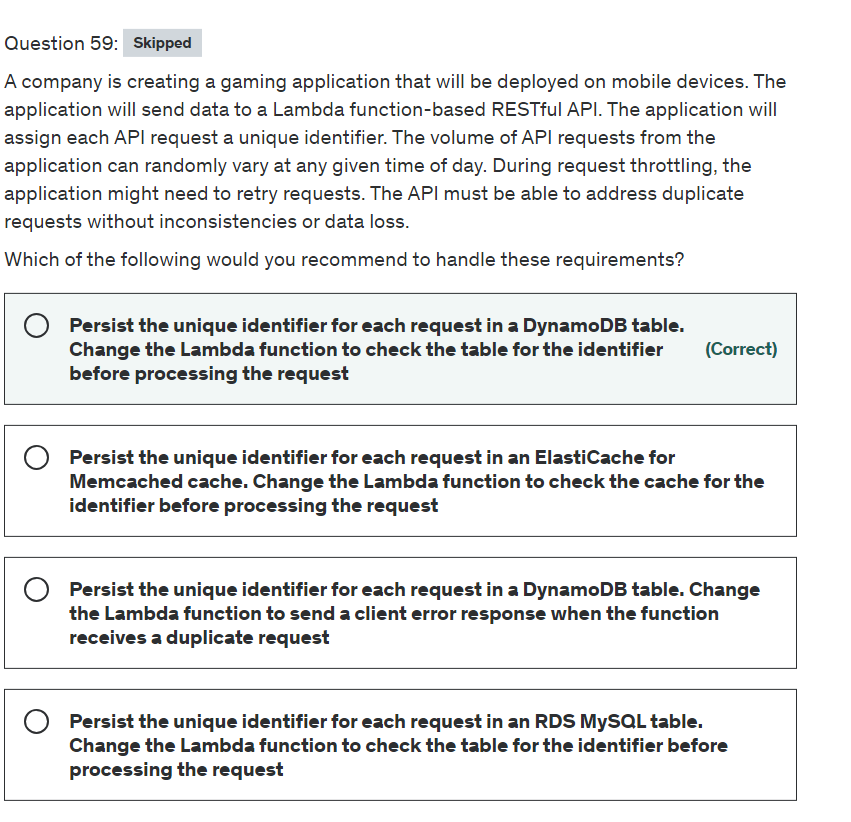 Question 59: Skipped
A company is creating a gaming application that will be deployed on mobile devices. The
application will send data to a Lambda function-based RESTful API. The application will
assign each API request a unique identifier. The volume of API requests from the
application can randomly vary at any given time of day. During request throttling, the
application might need to retry requests. The API must be able to address duplicate
requests without inconsistencies or data loss.
Which of the following would you recommend to handle these requirements?
Persist the unique identifier for each request in a DynamoDB table.
Change the Lambda function to check the table for the identifier (Correct)
before processing the request
Persist the unique identifier for each request in an ElastiCache for
Memcached cache. Change the Lambda function to check the cache for the
identifier before processing the request
Persist the unique identifier for each request in a DynamoDB table. Change
the Lambda function to send a client error response when the function
receives a duplicate request
Persist the unique identifier for each request in an RDS MySQL table.
Change the Lambda function to check the table for the identifier before
processing the request